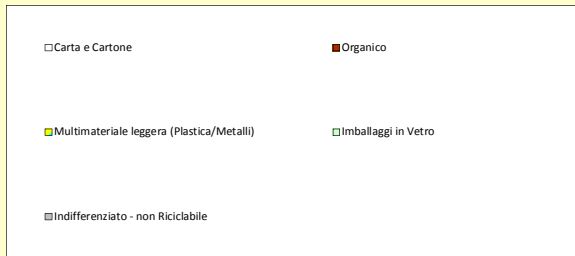 Carta e Cartone
Organico
Multimateriale leggera (Plastica/Metalli)
Imballaggi in Vetro
Indifferenziato - non Riciclabile